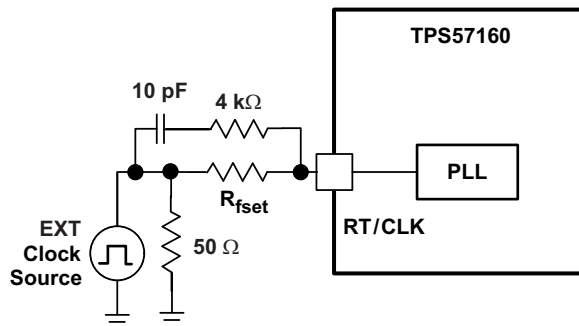 TPS57160
10 pF
4 kΩ
PLL
Rfset
RT/CLK
EXT
Clock
Source
50 Ω